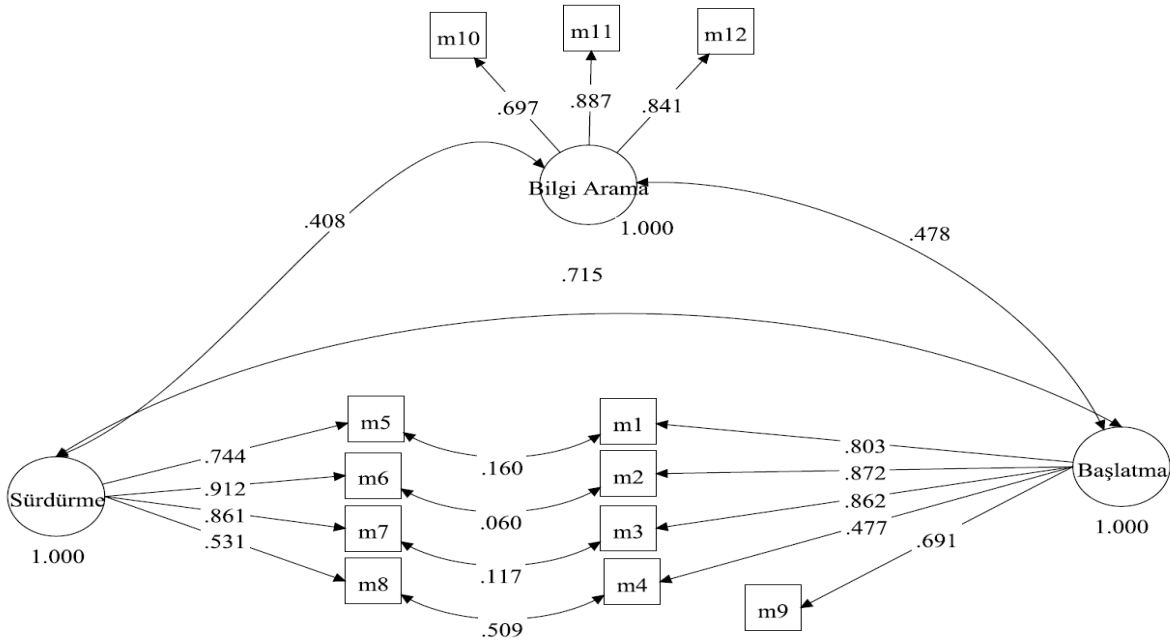 m10
m11
m12
.697
.887
.841
Bilgi Arama
1.000
.408
.478
.715
m5
m1
.744
.160
.803
m6
m2
.912
.060
.872
Sürdürme
Başlatma
m7
m3
.861
.117
.862
1.000
1.000
m8
m4
.531
.509
.477
.691
m9